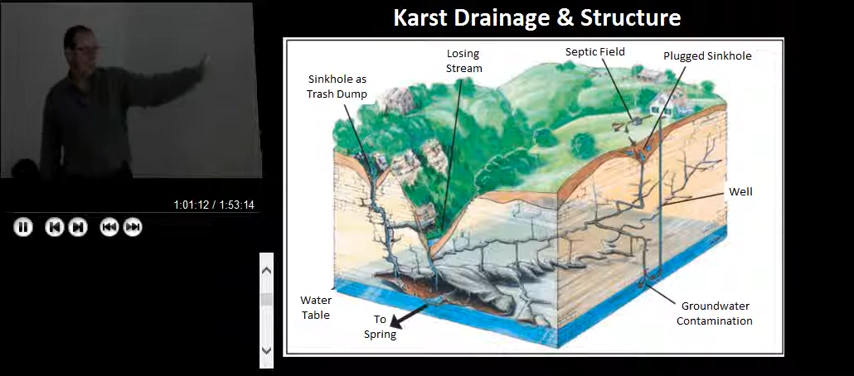 Karst Drainage & Structure
Septic Field
Losing
Stream
Plugged Sinkhole
Sinkhole as
Trash Dump
Well
1:01:12 / 1:53:14
Water
Table
To
Spring
Groundwater
Contamination